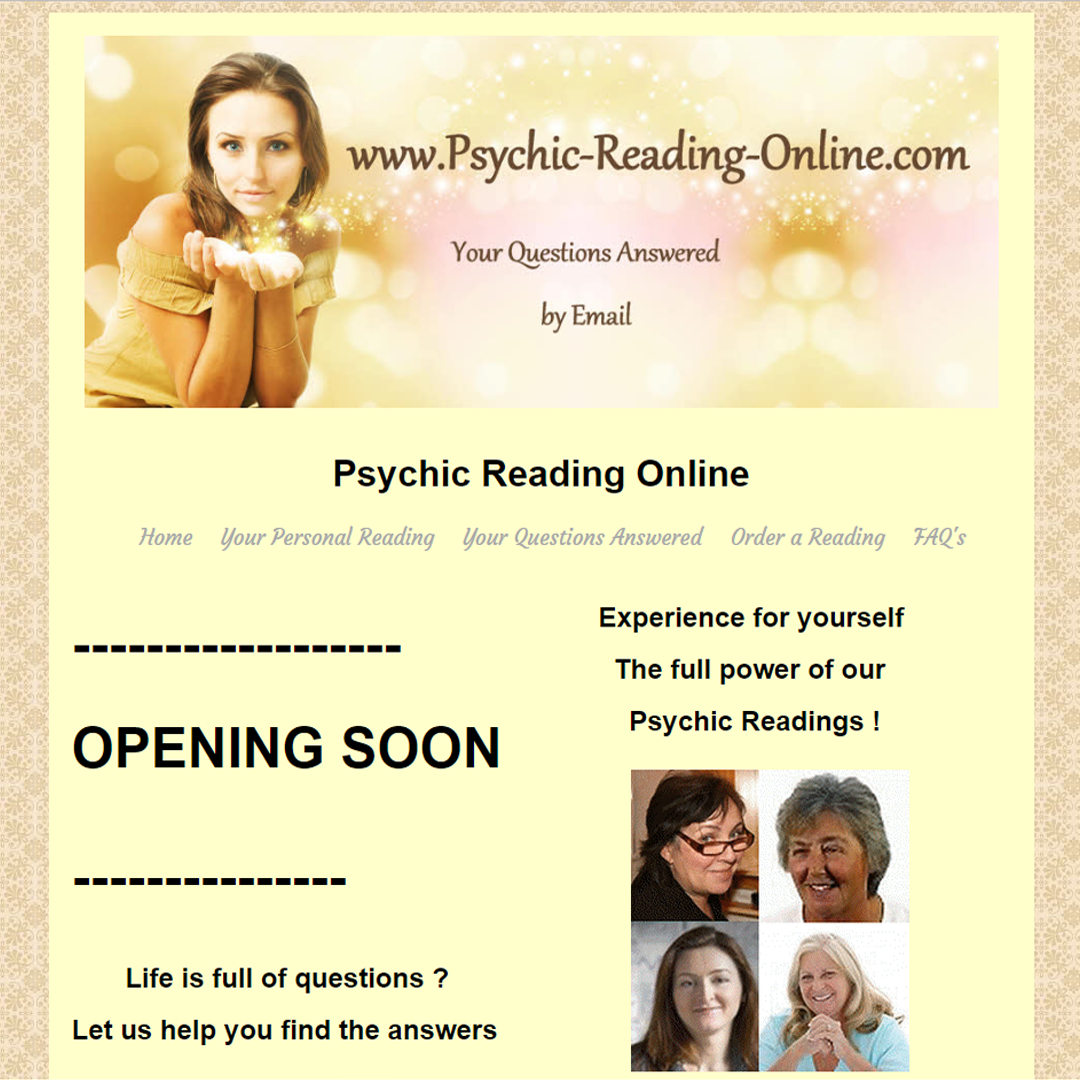 www.Psychic-Reading-Online.com
Your Questions Answered
by Email
Psychic Reading Online
Home Your Personal Reading Your Questions Answered Order a Reading FAQ's
------------------
OPENING SOON
---------------
Life is full of questions ?
Let us help you find the answers
Experience for yourself
The full power of our
Psychic Readings !